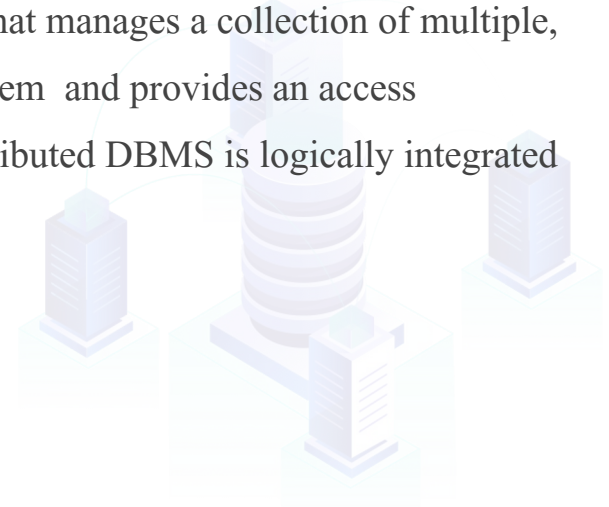 hat manages a collection of multiple,
em and provides an access
ibuted DBMS is logically integrated